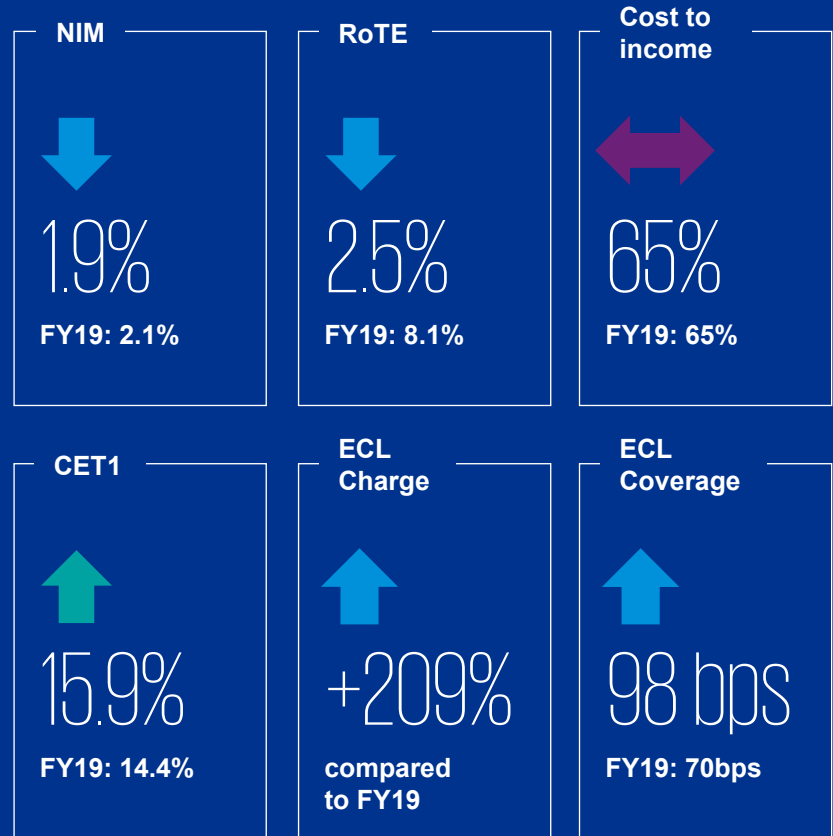 NIM
1.9%
FY19: 2.1%
RoTE
2.5%
FY19: 8.1%
Cost to
income
65%
FY19: 65%
CET1
15.9%
FY19: 14.4%
ECL
Charge
+209%
compared
to FY19
ECL
Coverage
98 bps
FY19: 70bps